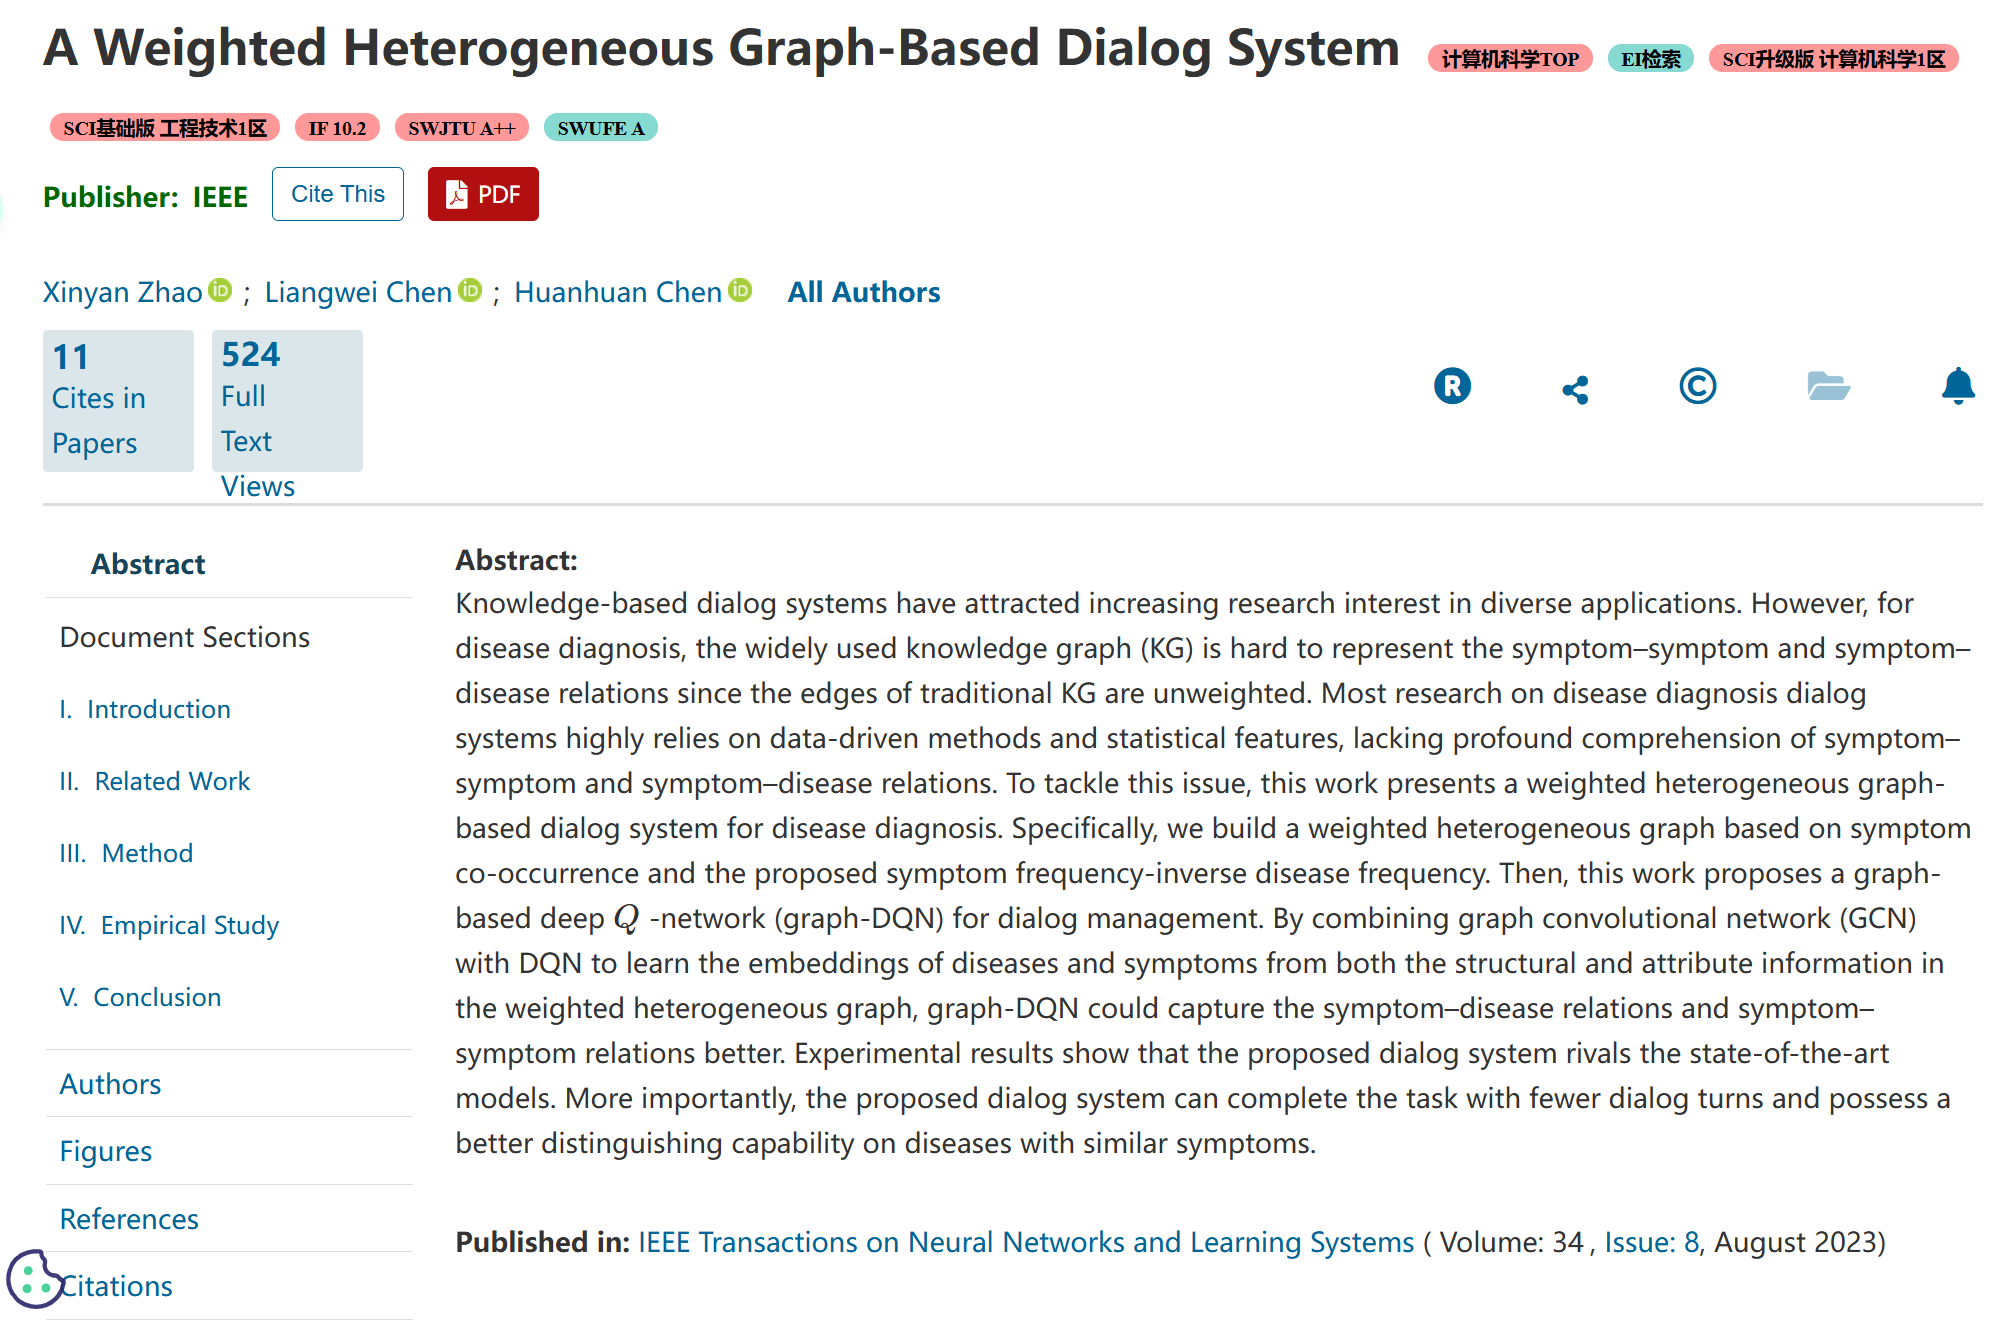 A Weighted Heterogeneous Graph-Based Dialog System 计算机科学TOP EI检索 SCI升级版 计算机科学1区
SCI基础版 工程技术1区 IF 10.2 SWJTU A++ SWUFE A
Publisher: IEEE Cite This PDF
Xinyan Zhao iD ; Liangwei Chen iD ; Huanhuan Chen iD All Authors
11
Cites in
Papers
524
Full
Text
Views
R
©
Abstract
Document Sections
I. Introduction
II. Related Work
III. Method
IV. Empirical Study
V. Conclusion
Authors
Figures
References
Citations
Abstract:
Knowledge-based dialog systems have attracted increasing research interest in diverse applications. However, for
disease diagnosis, the widely used knowledge graph (KG) is hard to represent the symptom–symptom and symptom–
disease relations since the edges of traditional KG are unweighted. Most research on disease diagnosis dialog
systems highly relies on data-driven methods and statistical features, lacking profound comprehension of symptom–
symptom and symptom–disease relations. To tackle this issue, this work presents a weighted heterogeneous graph-
based dialog system for disease diagnosis. Specifically, we build a weighted heterogeneous graph based on symptom
co-occurrence and the proposed symptom frequency-inverse disease frequency. Then, this work proposes a graph-
based deep Q -network (graph-DQN) for dialog management. By combining graph convolutional network (GCN)
with DQN to learn the embeddings of diseases and symptoms from both the structural and attribute information in
the weighted heterogeneous graph, graph-DQN could capture the symptom–disease relations and symptom–
symptom relations better. Experimental results show that the proposed dialog system rivals the state-of-the-art
models. More importantly, the proposed dialog system can complete the task with fewer dialog turns and possess a
better distinguishing capability on diseases with similar symptoms.
Published in: IEEE Transactions on Neural Networks and Learning Systems ( Volume: 34 , Issue: 8, August 2023)